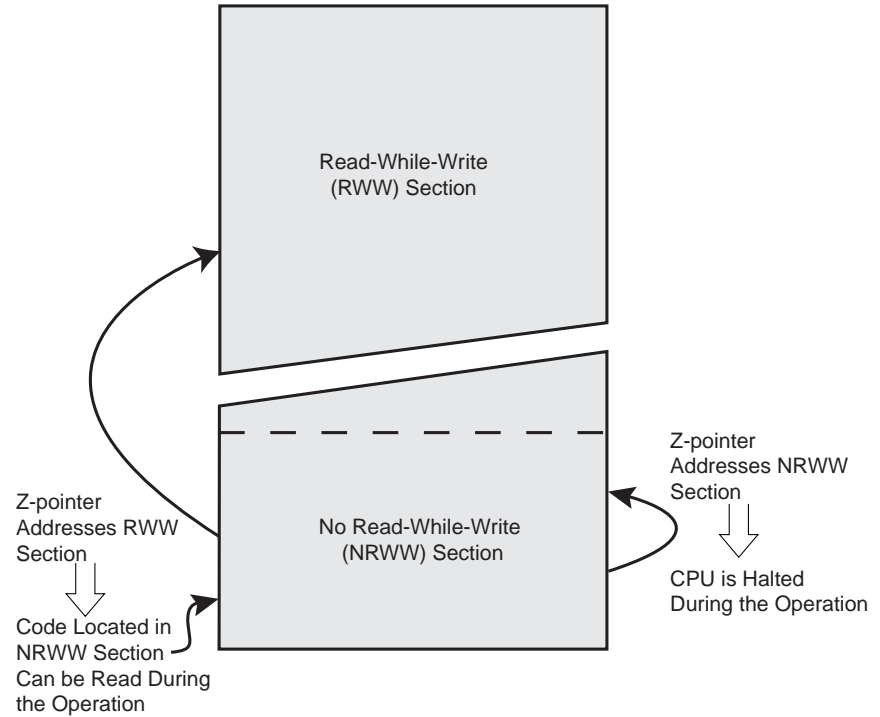 Read-While-Write
(RWW) Section
Z-pointer
Addresses NRWW
Section
Z-pointer
Addresses RWW
Section
No Read-While-Write
(NRWW) Section
CPU is Halted
During the Operation
Code Located in
NRWW Section
Can be Read During
the Operation